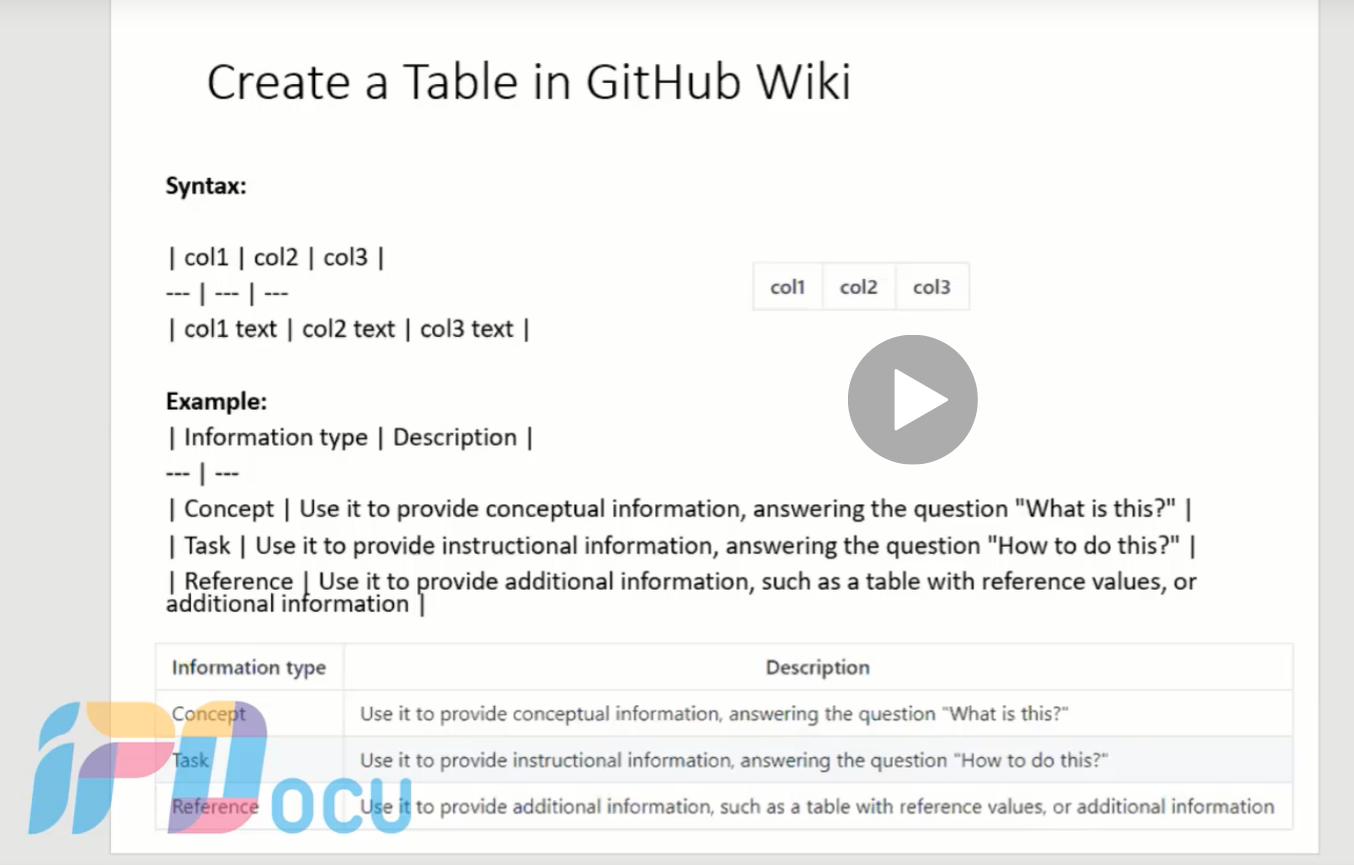 Create a Table in GitHub Wiki
Syntax:
| col1 | col2 | col3 |
--- | --- | ---
| col1 text | col2 text | col3 text |
col1 col2 col3
Example:
| Information type | Description |
--- | ---
| Concept | Use it to provide conceptual information, answering the question "What is this?" |
| Task | Use it to provide instructional information, answering the question "How to do this?" |
| Reference | Use it to provide additional information, such as a table with reference values, or
additional information |
Information type Description
Concept Use it to provide conceptual information, answering the question "What is this?"
Task Use it to provide instructional information, answering the question "How to do this?"
Reference Use it to provide additional information, such as a table with reference values, or additional information
iPDocu